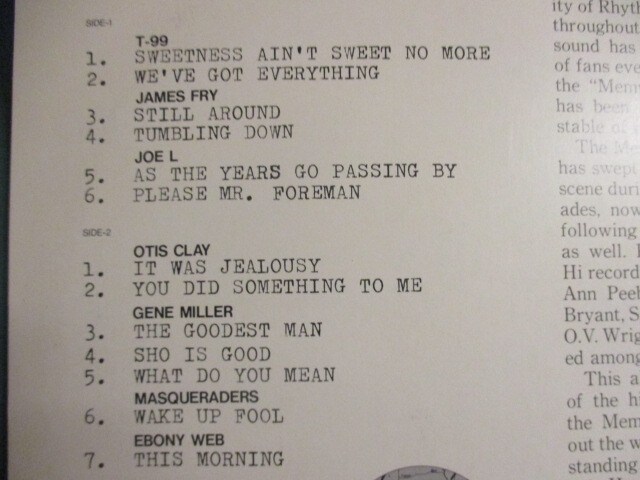 SIDE-1
T-99
1. SWEETNESS AIN'T SWEET NO MORE
2. WE'VE GOT EVERYTHING
JAMES FRY
3. STILL AROUND
4. TUMBLING DOWN
JOE L
5. AS THE YEARS GO PASSING BY
6. PLEASE MR. FOREMAN
SIDE-2
OTIS CLAY
1. IT WAS JEALOUSY
2. YOU DID SOMETHING TO ME
GENE MILLER
3. THE GOODEST MAN
4. SHO IS GOOD
5. WHAT DO YOU MEAN
MASQUERADERS
6. WAKE UP FOOL
EBONY WEB
7. THIS MORNING
ity of Rhyt
throughout
sound has
of fans eve
the "Mem
has been
stable of
The Me
has swept
scene duri
ades, now
following
as well.
Hi record
Ann Peeb
Bryant, S
O.V. Wrig
ed among
This a
of the hi
the Mem
out the w
standing